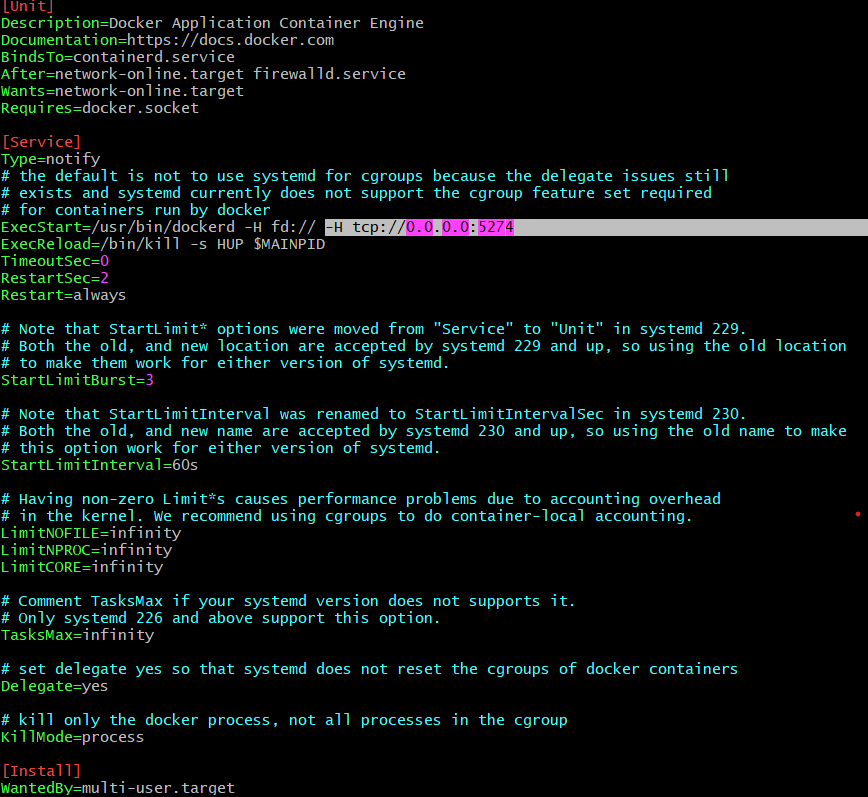 [Unit]
Description=Docker Application Container Engine
Documentation=https://docs.docker.com
BindsTo=containerd.service
After=network-online.target firewalld.service
Wants=network-online.target
Requires=docker.socket
[Service]
Type=notify
# the default is not to use systemd for cgroups because the delegate issues still
# exists and systemd currently does not support the cgroup feature set required
# for containers run by docker
ExecStart=/usr/bin/dockerd -H fd:// -H tcp://0.0.0.0:5274
ExecReload=/bin/kill -s HUP $MAINPID
TimeoutSec=0
RestartSec=2
Restart=always
# Note that StartLimit* options were moved from "Service" to "Unit" in systemd 229.
# Both the old, and new location are accepted by systemd 229 and up, so using the old location
# to make them work for either version of systemd.
StartLimitBurst=3
# Note that StartLimitInterval was renamed to StartLimitIntervalSec in systemd 230.
# Both the old, and new name are accepted by systemd 230 and up, so using the old name to make
# this option work for either version of systemd.
StartLimitInterval=60s
# Having non-zero Limit*s causes performance problems due to accounting overhead
# in the kernel. We recommend using cgroups to do container-local accounting.
LimitNOFILE=infinity
LimitNPROC=infinity
LimitCORE=infinity
# Comment TasksMax if your systemd version does not supports it.
# Only systemd 226 and above support this option.
TasksMax=infinity
# set delegate yes so that systemd does not reset the cgroups of docker containers
Delegate=yes
# kill only the docker process, not all processes in the cgroup
KillMode=process
[Install]
WantedBy=multi-user.target